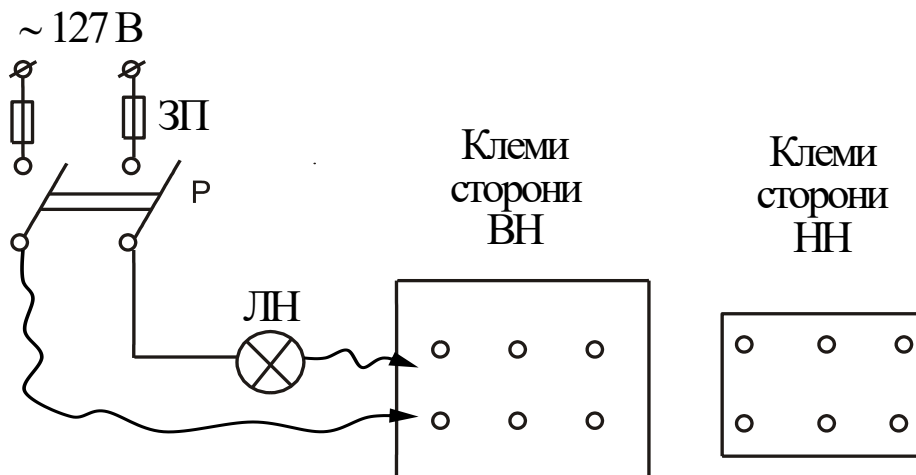 ~ 127 В
ЗП
Р
Клеми
сторони
ВН
Клеми
сторони
НН
ЛН